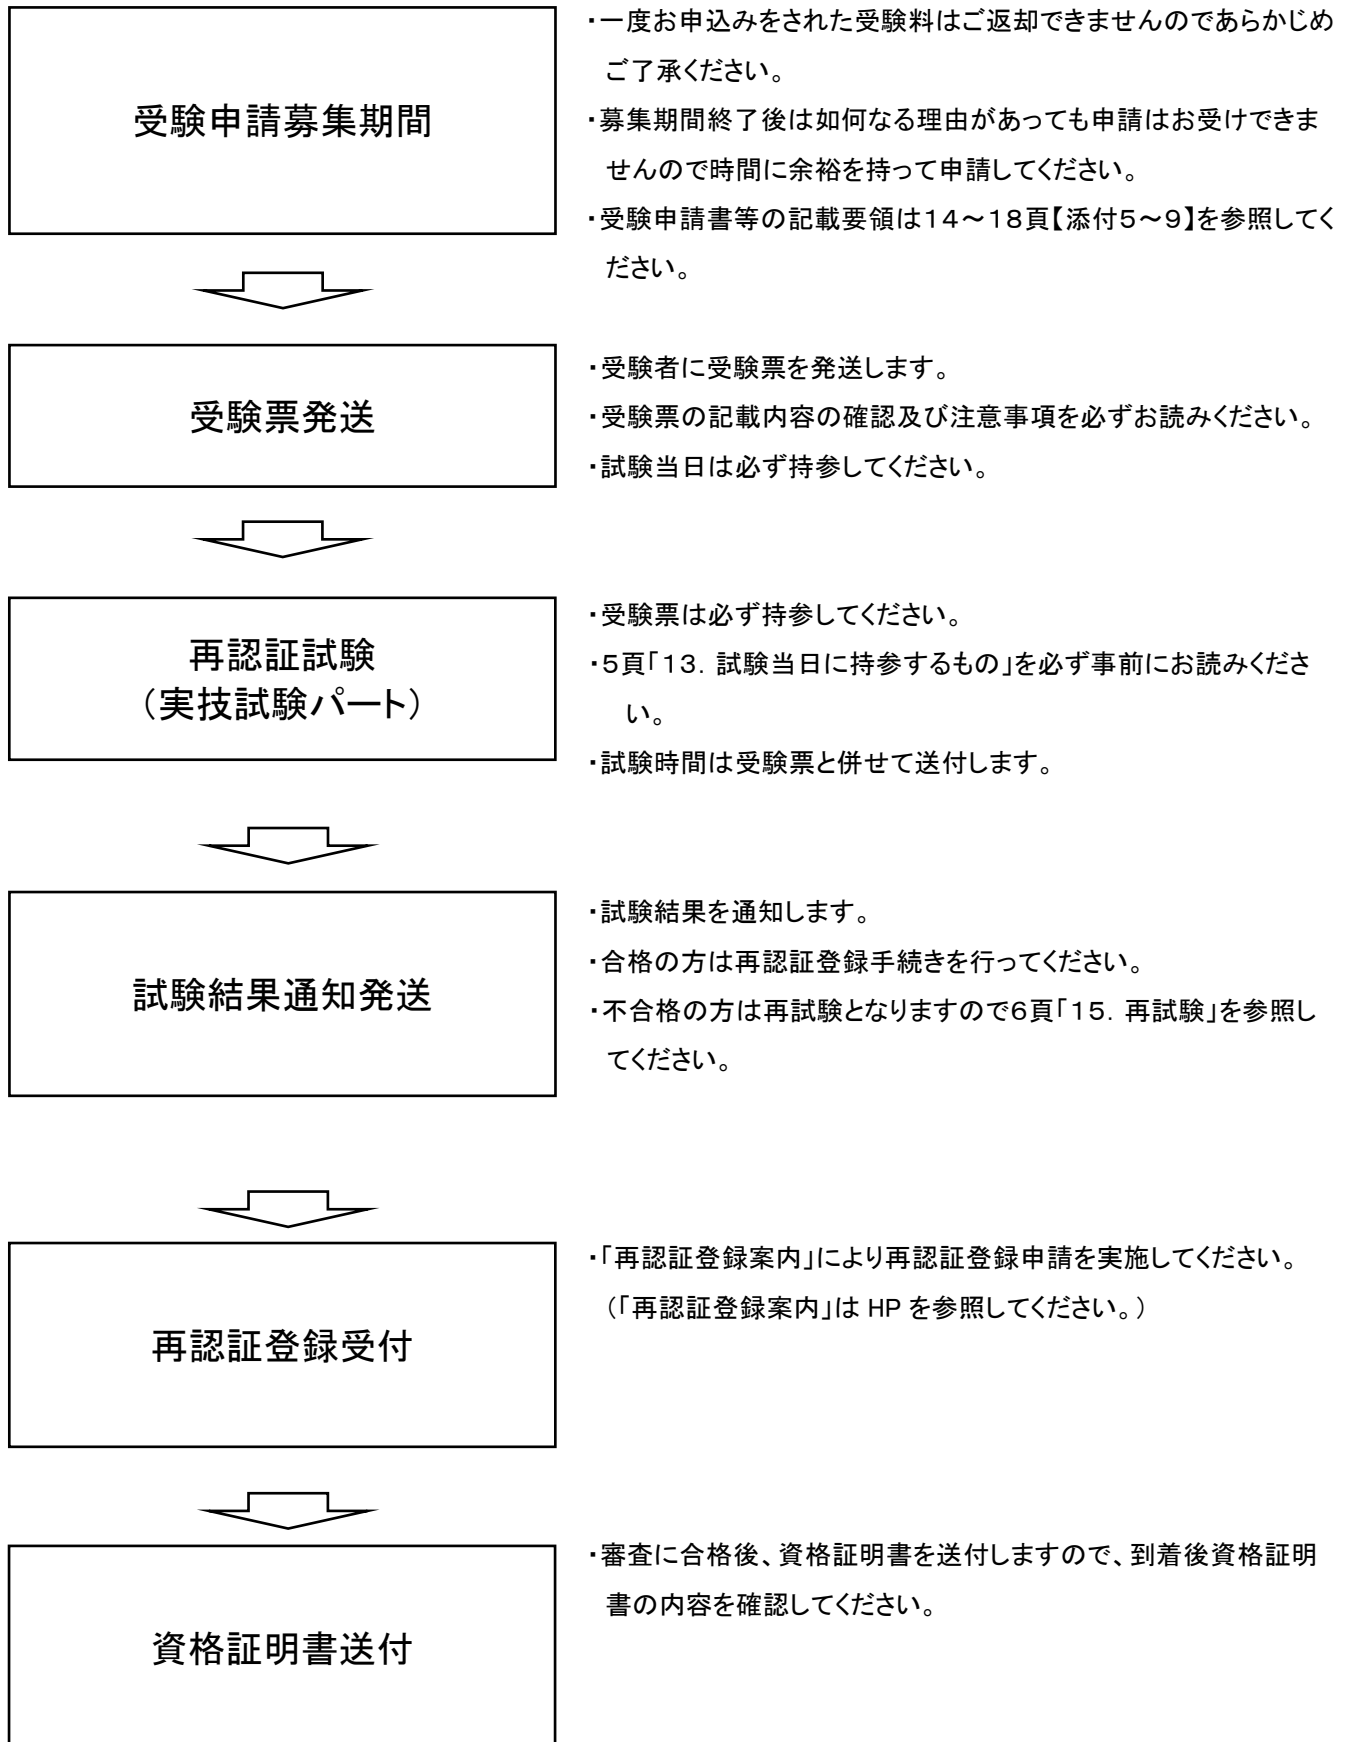 受験申請募集期間
・一度お申込みをされた受験料はご返却できませんのであらかじめ
ご了承ください。
・募集期間終了後は如何なる理由があっても申請はお受けできま
せんので時間に余裕を持って申請してください。
・受験申請書等の記載要領は１４～１８頁【添付５～９】を参照してく
ださい。
受験票発送
・受験者に受験票を発送します。
・受験票の記載内容の確認及び注意事項を必ずお読みください。
・試験当日は必ず持参してください。
再認証試験
（実技試験パート）
・受験票は必ず持参してください。
・５頁「１３．試験当日に持参するもの」を必ず事前にお読みくださ
い。
・試験時間は受験票と併せて送付します。
試験結果通知発送
・試験結果を通知します。
・合格の方は再認証登録手続きを行ってください。
・不合格の方は再試験となりますので６頁「１５．再試験」を参照し
てください。
再認証登録受付
・「再認証登録案内」により再認証登録申請を実施してください。
（「再認証登録案内」は HP を参照してください。）
資格証明書送付
・審査に合格後、資格証明書を送付しますので、到着後資格証明
書の内容を確認してください。